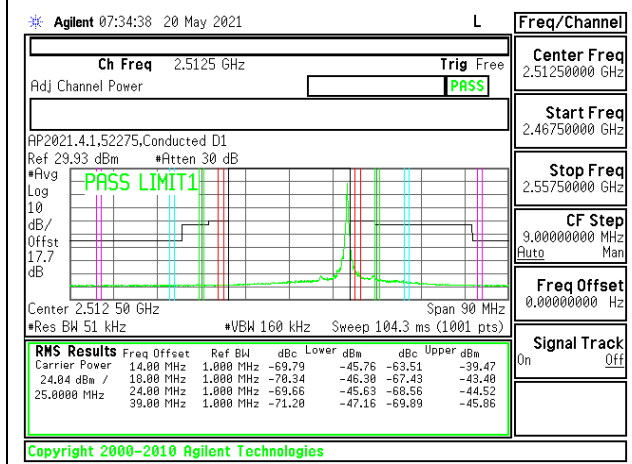 Agilent 07:34:38 20 May 2021 L
Freq/Channel
Ch Freq 2.5125 GHz Trig Free
Adj Channel Power PASS
AP2021.4.1,52275,Conducted D1
Ref 29.93 dBm #Atten 30 dB
#Avg
Log
10
dB/
Offst
17.7
dB
PASS LIMIT1
Center 2.512 50 GHz Span 90 MHz
#Res BW 51 kHz #VBW 160 kHz Sweep 104.3 ms (1001 pts)
RMS Results Freq Offset Ref BW dBc Lower dBm dBc Upper dBm
Carrier Power 14.00 MHz 1.000 MHz -69.79 -45.76 -63.51 -39.47
24.04 dBm / 18.00 MHz 1.000 MHz -70.34 -46.30 -67.43 -43.40
25.0000 MHz 24.00 MHz 1.000 MHz -69.66 -45.63 -68.56 -44.52
39.00 MHz 1.000 MHz -71.20 -47.16 -69.89 -45.86
Center Freq
2.51250000 GHz
Start Freq
2.46750000 GHz
Stop Freq
2.55750000 GHz
CF Step
9.00000000 MHz
Auto Man
Freq Offset
0.00000000 Hz
Signal Track
On Off
Copyright 2000-2010 Agilent Technologies